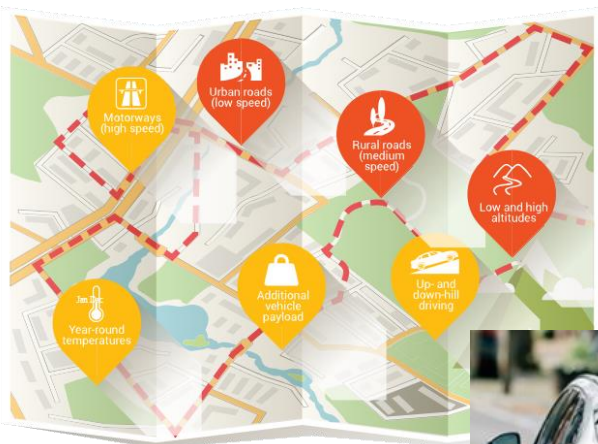 Motorways
(high speed)
Urban roads
(low speed)
Rural roads
(medium
speed)
Low and high
altitudes
Jan Dec
Year-round
temperatures
Additional
vehicle
payload
Up- and
down-hill
driving